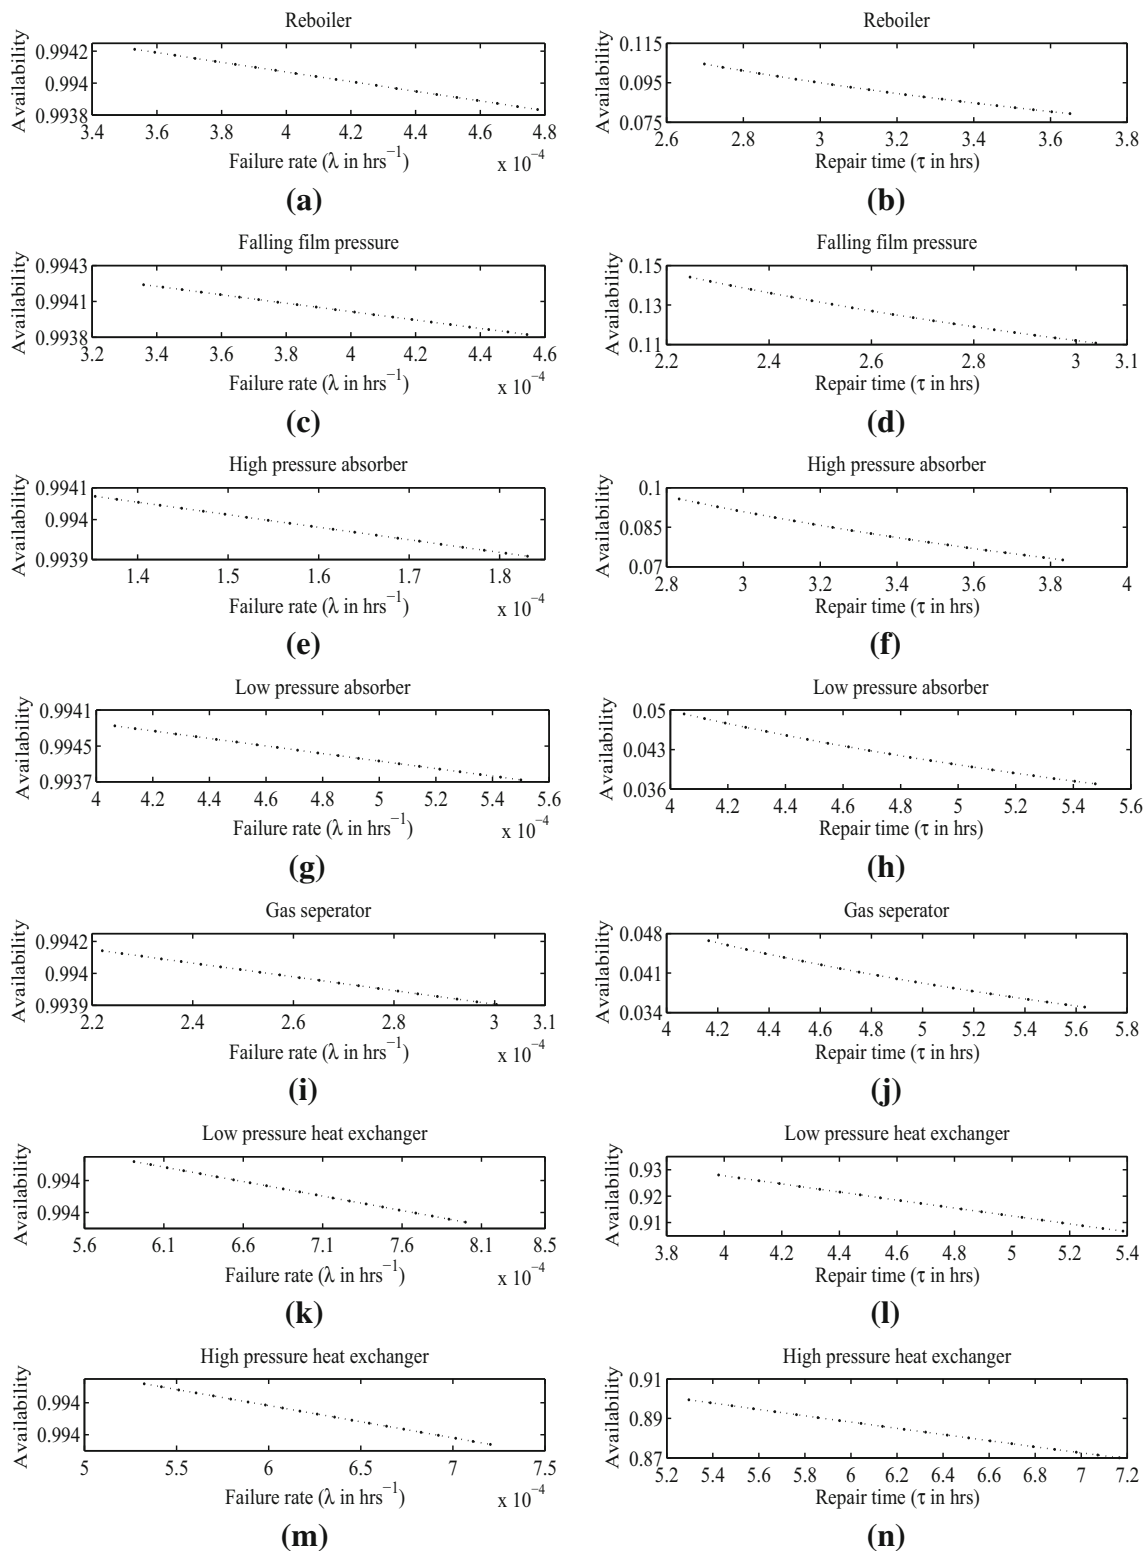 Reboiler
Availability
0.9942
0.994
0.9938
3.4 3.6 3.8 4 4.2 4.4 4.6 4.8
Failure rate (λ in hrs⁻¹) x 10⁻⁴
(a)
Reboiler
Availability
0.115
0.095
0.075
2.6 2.8 3 3.2 3.4 3.6 3.8
Repair time (τ in hrs)
(b)
Falling film pressure
Availability
0.9943
0.9941
0.9938
3.2 3.4 3.6 3.8 4 4.2 4.4 4.6
Failure rate (λ in hrs⁻¹) x 10⁻⁴
(c)
Falling film pressure
Availability
0.15
0.13
0.11
2.2 2.4 2.6 2.8 3 3.1
Repair time (τ in hrs)
(d)
High pressure absorber
Availability
0.9941
0.994
0.9939
1.4 1.5 1.6 1.7 1.8
Failure rate (λ in hrs⁻¹) x 10⁻⁴
(e)
High pressure absorber
Availability
0.1
0.085
0.07
2.8 3 3.2 3.4 3.6 3.8 4
Repair time (τ in hrs)
(f)
Low pressure absorber
Availability
0.9941
0.9945
0.9937
4 4.2 4.4 4.6 4.8 5 5.2 5.4 5.6
Failure rate (λ in hrs⁻¹) x 10⁻⁴
(g)
Low pressure absorber
Availability
0.05
0.043
0.036
4 4.2 4.4 4.6 4.8 5 5.2 5.4 5.6
Repair time (τ in hrs)
(h)
Gas seperator
Availability
0.9942
0.994
0.9939
2.2 2.4 2.6 2.8 3 3.1
Failure rate (λ in hrs⁻¹) x 10⁻⁴
(i)
Gas seperator
Availability
0.048
0.041
0.034
4 4.2 4.4 4.6 4.8 5 5.2 5.4 5.6 5.8
Repair time (τ in hrs)
(j)
Low pressure heat exchanger
Availability
0.994
0.994
5.6 6.1 6.6 7.1 7.6 8.1 8.5
Failure rate (λ in hrs⁻¹) x 10⁻⁴
(k)
Low pressure heat exchanger
Availability
0.93
0.92
0.91
3.8 4 4.2 4.4 4.6 4.8 5 5.2 5.4
Repair time (τ in hrs)
(l)
High pressure heat exchanger
Availability
0.994
0.994
5 5.5 6 6.5 7 7.5
Failure rate (λ in hrs⁻¹) x 10⁻⁴
(m)
High pressure heat exchanger
Availability
0.91
0.89
0.87
5.2 5.4 5.6 5.8 6 6.2 6.4 6.6 6.8 7 7.2
Repair time (τ in hrs)
(n)